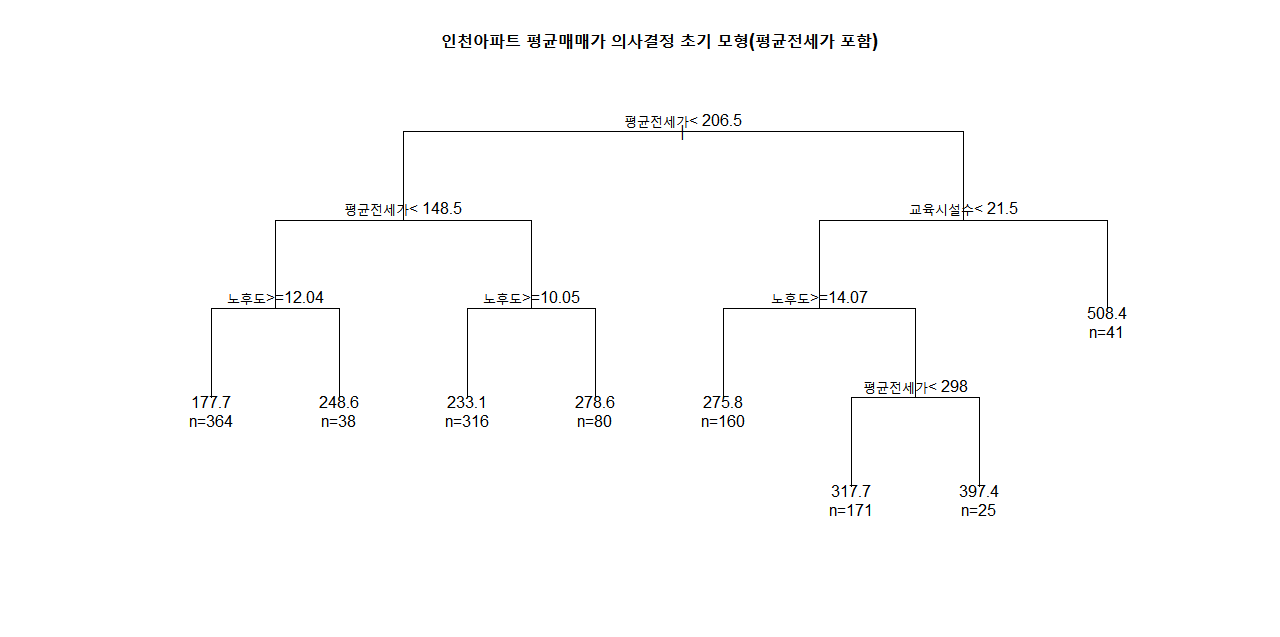 인천아파트 평균매매가 의사결정 초기 모형(평균전세가 포함)
평균전세가< 206.5
평균전세가< 148.5
교육시설수< 21.5
노후도>=12.04
노후도>=10.05
노후도>=14.07
508.4
n=41
평균전세가< 298
177.7
n=364
248.6
n=38
233.1
n=316
278.6
n=80
275.8
n=160
317.7
n=171
397.4
n=25